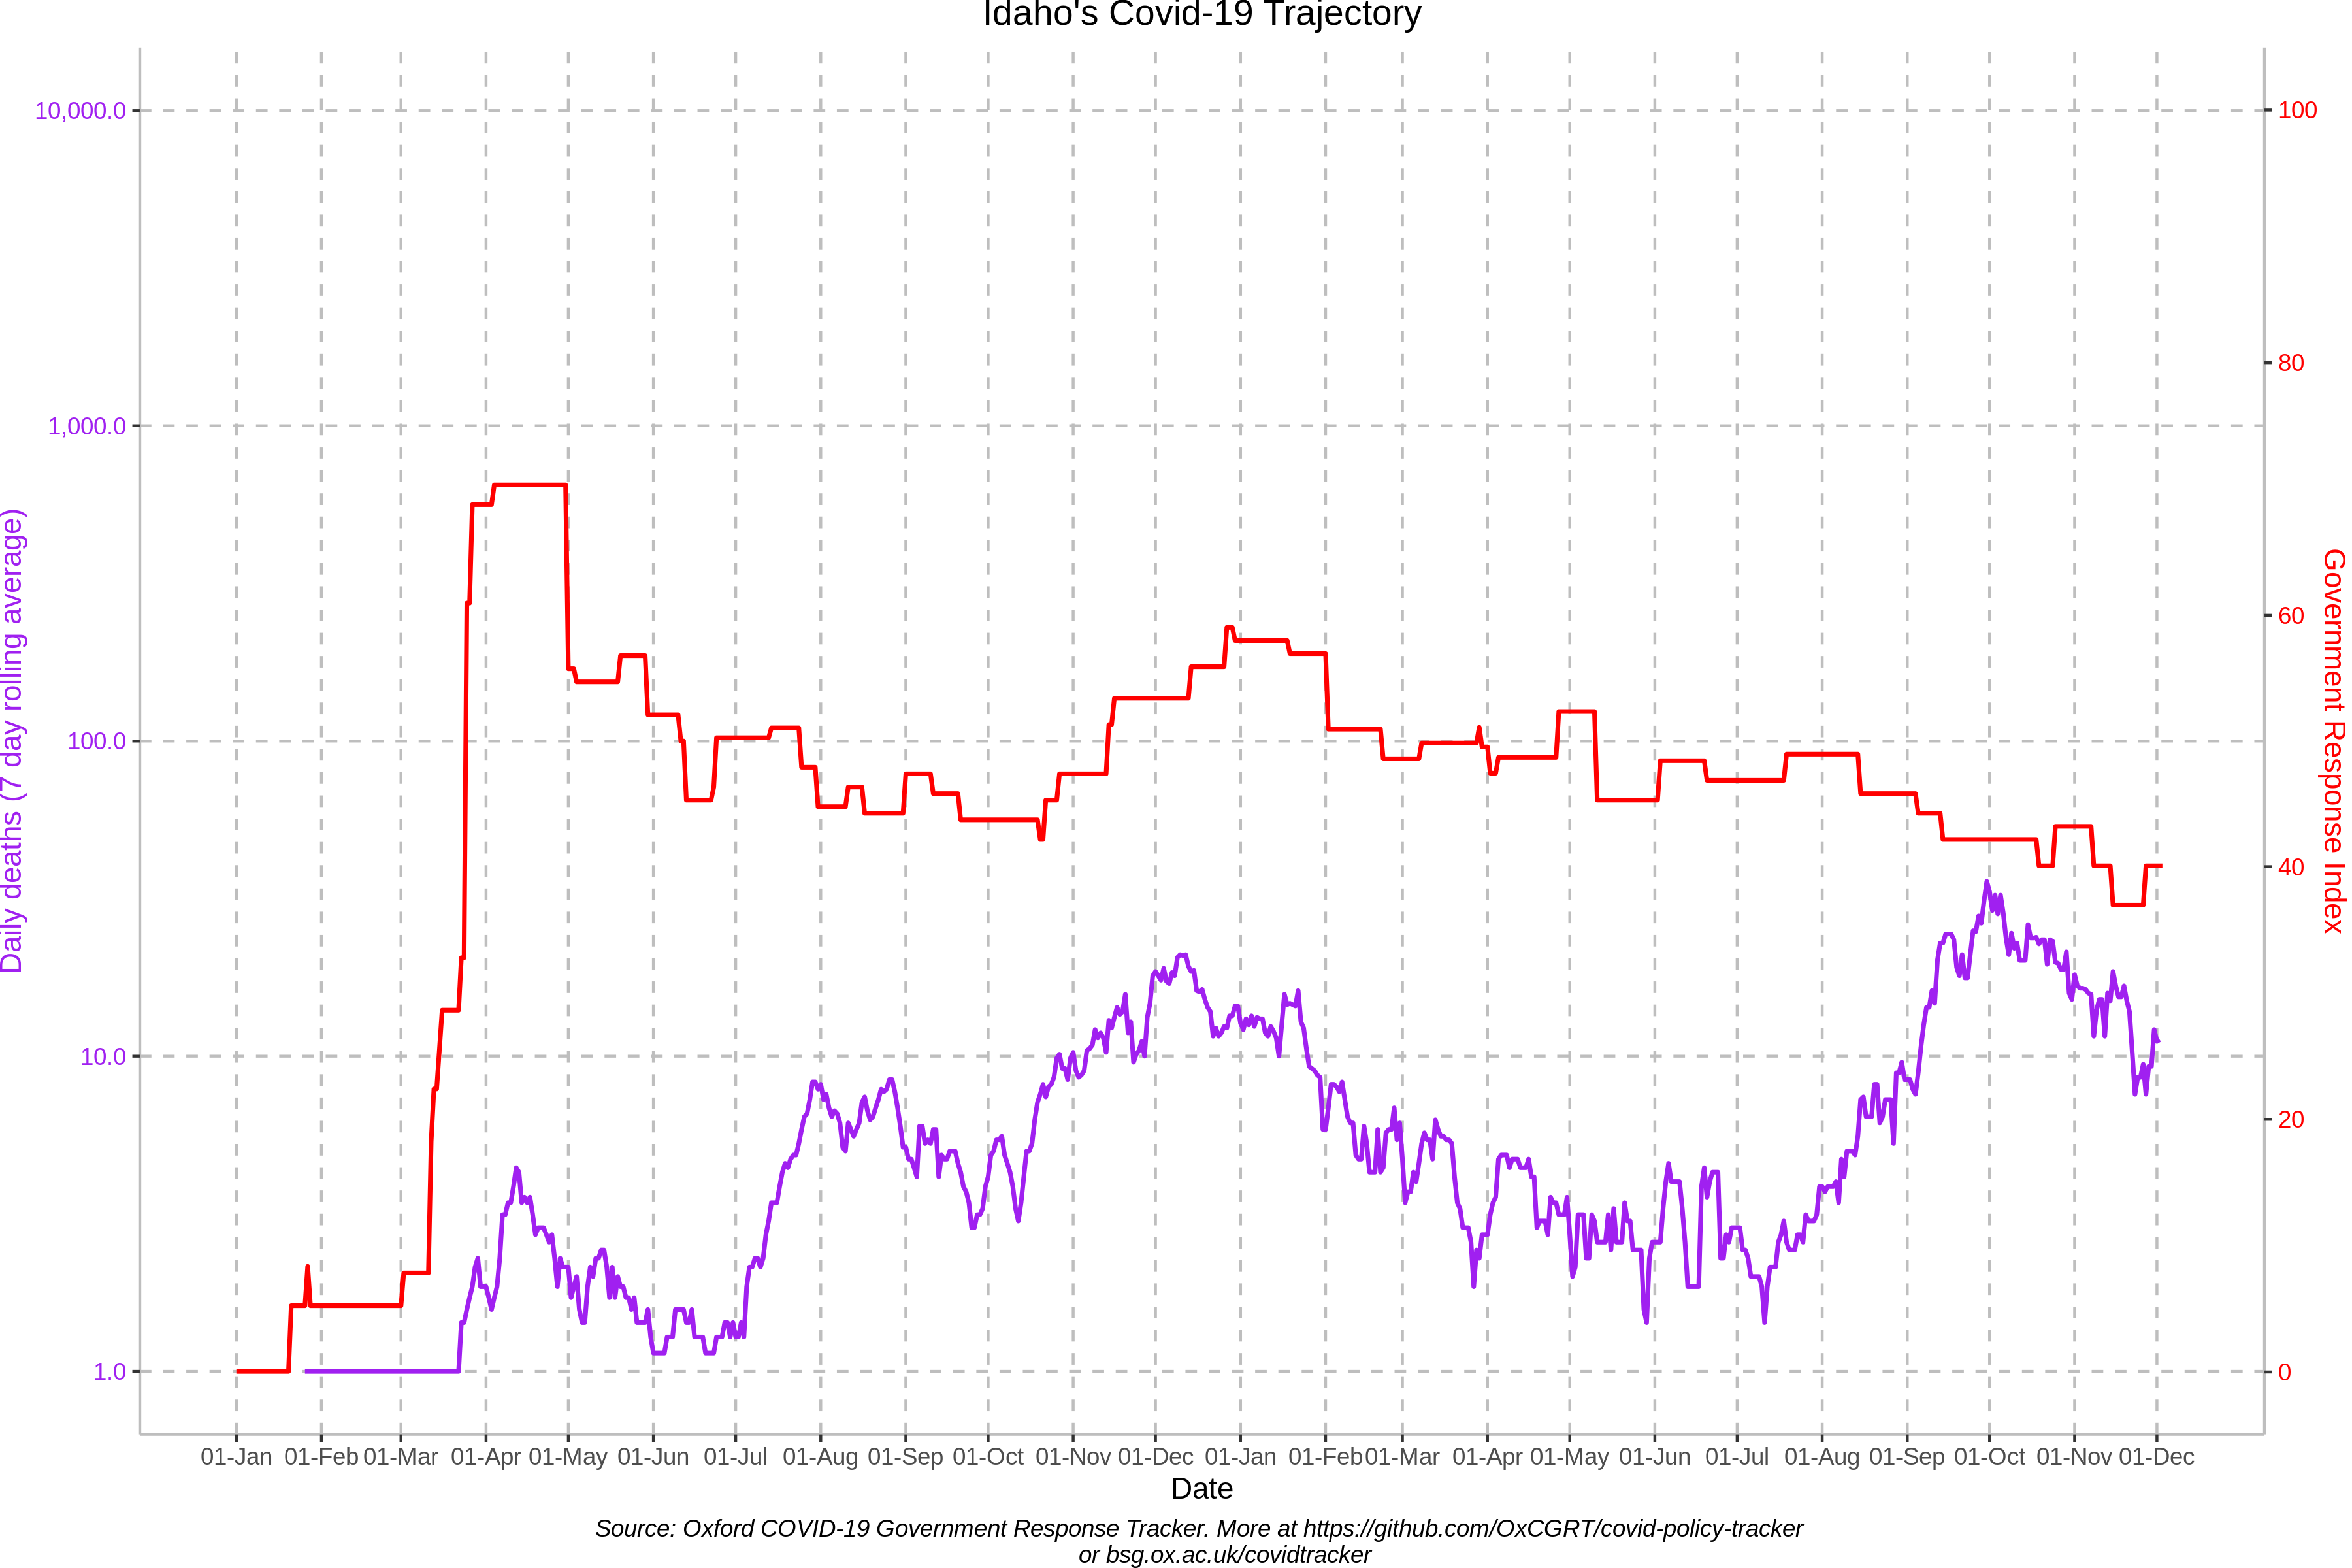 Idaho's Covid-19 Trajectory
10,000.0
1,000.0
100.0
10.0
1.0
Daily deaths (7 day rolling average)
100
80
60
40
20
0
Government Response Index
01-Jan 01-Feb 01-Mar 01-Apr 01-May 01-Jun 01-Jul 01-Aug 01-Sep 01-Oct 01-Nov 01-Dec 01-Jan 01-Feb 01-Mar 01-Apr 01-May 01-Jun 01-Jul 01-Aug 01-Sep 01-Oct 01-Nov 01-Dec
Date
Source: Oxford COVID-19 Government Response Tracker. More at https://github.com/OxCGRT/covid-policy-tracker
or bsg.ox.ac.uk/covidtracker